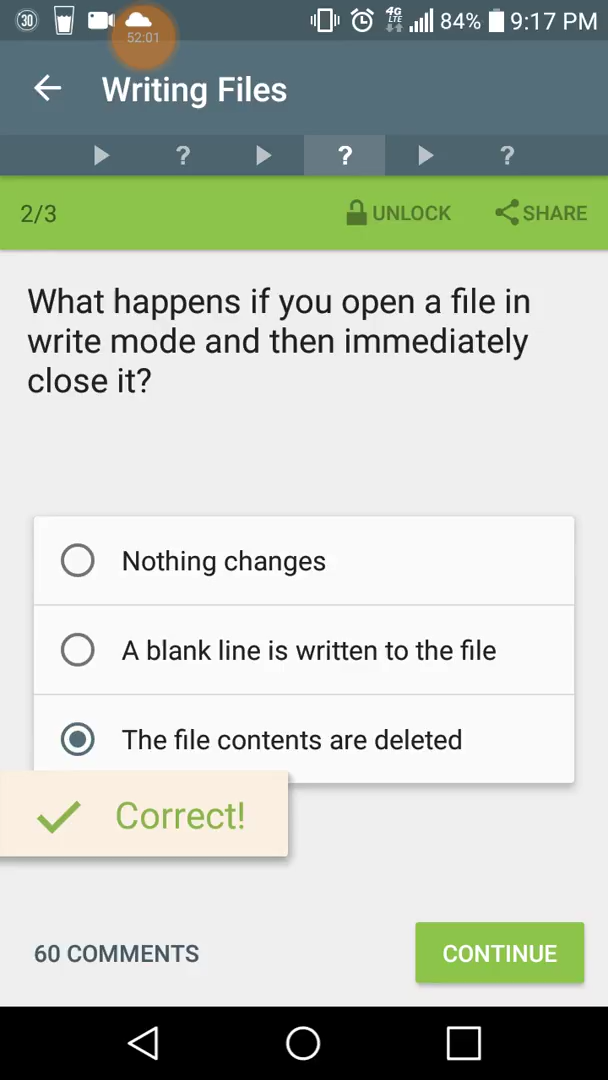 30 84% 9:17 PM
52:01
4G
LTE
Writing Files
? ? ?
2/3 UNLOCK SHARE
What happens if you open a file in
write mode and then immediately
close it?
Nothing changes
A blank line is written to the file
The file contents are deleted
Correct!
60 COMMENTS CONTINUE